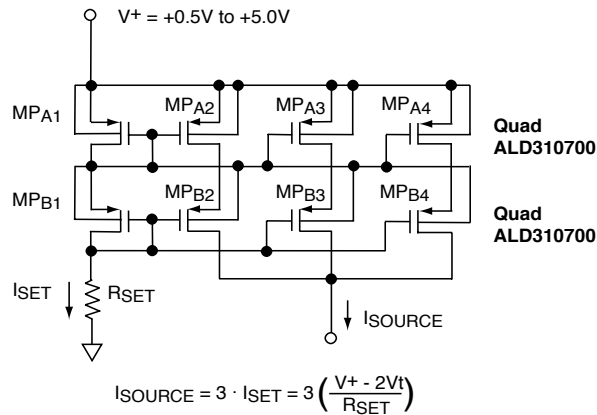 V+ = +0.5V to +5.0V
MPA1
MPA2
MPA3
MPA4
Quad
ALD310700
MPB1
MPB2
MPB3
MPB4
Quad
ALD310700
ISET
RSET
ISOURCE
ISOURCE = 3 · ISET = 3 ( V+ - 2Vt / RSET )